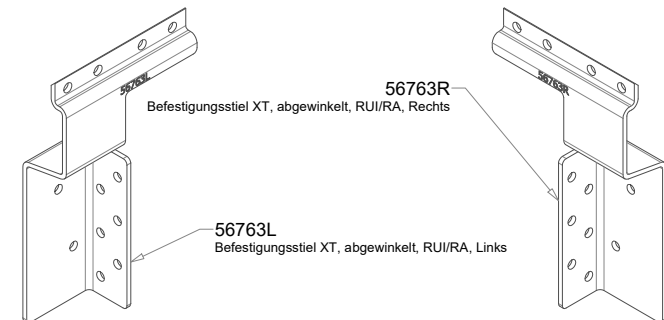 56763L
56763R
56763R
Befestigungsstiel XT, abgewinkelt, RUI/RA, Rechts
56763L
Befestigungsstiel XT, abgewinkelt, RUI/RA, Links